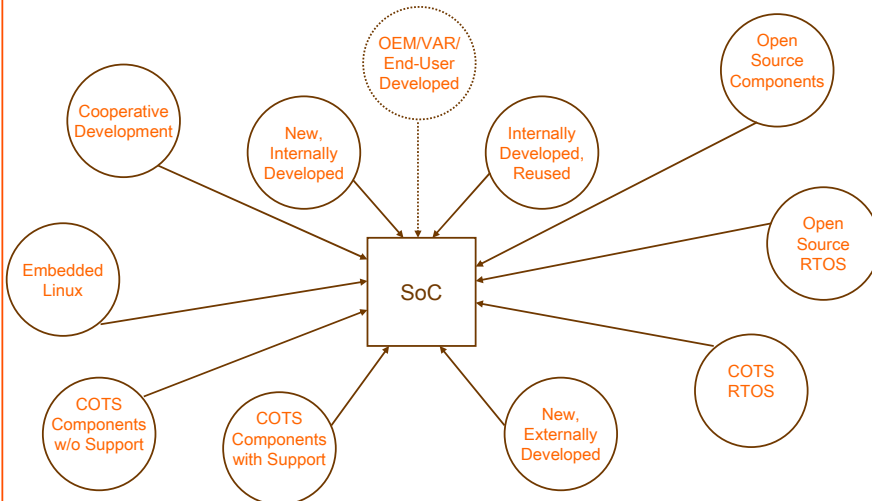 OEM/VAR/
End-User
Developed
Open
Source
Components
Cooperative
Development
New,
Internally
Developed
Internally
Developed,
Reused
Open
Source
RTOS
Embedded
Linux
SoC
COTS
RTOS
COTS
Components
w/o Support
COTS
Components
with Support
New,
Externally
Developed